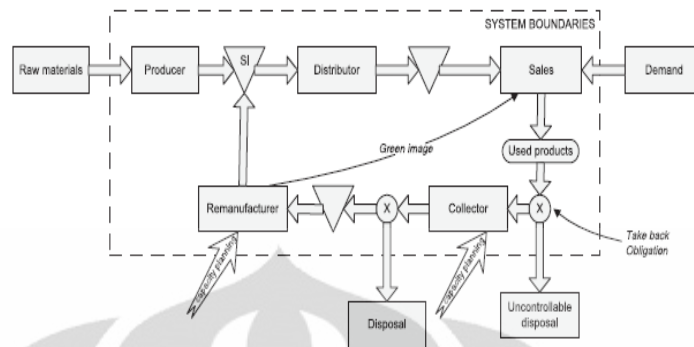 SYSTEM BOUNDARIES
Raw materials
Producer
SI
Distributor
Sales
Demand
Green image
Used products
Remanufacturer
X
Collector
X
Take back
Obligation
capacity planning
capacity planning
Disposal
Uncontrollable
disposal